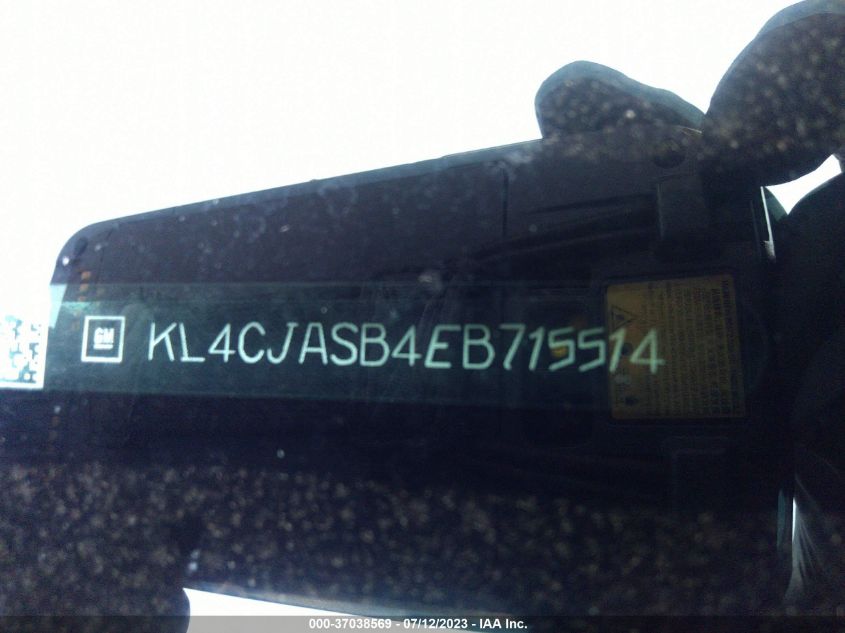 GM KL4CJASB4EB715514
000-37038569 - 07/12/2023 - IAA Inc.